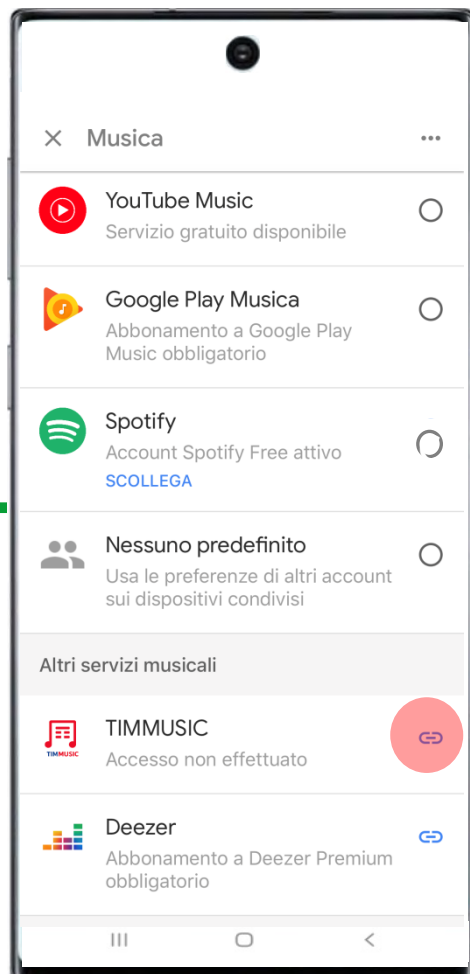 Musica
YouTube Music
Servizio gratuito disponibile
Google Play Musica
Abbonamento a Google Play
Music obbligatorio
Spotify
Account Spotify Free attivo
SCOLLEGA
Nessuno predefinito
Usa le preferenze di altri account
sui dispositivi condivisi
Altri servizi musicali
TIMMUSIC
TIMMUSIC
Accesso non effettuato
Deezer
Abbonamento a Deezer Premium
obbligatorio